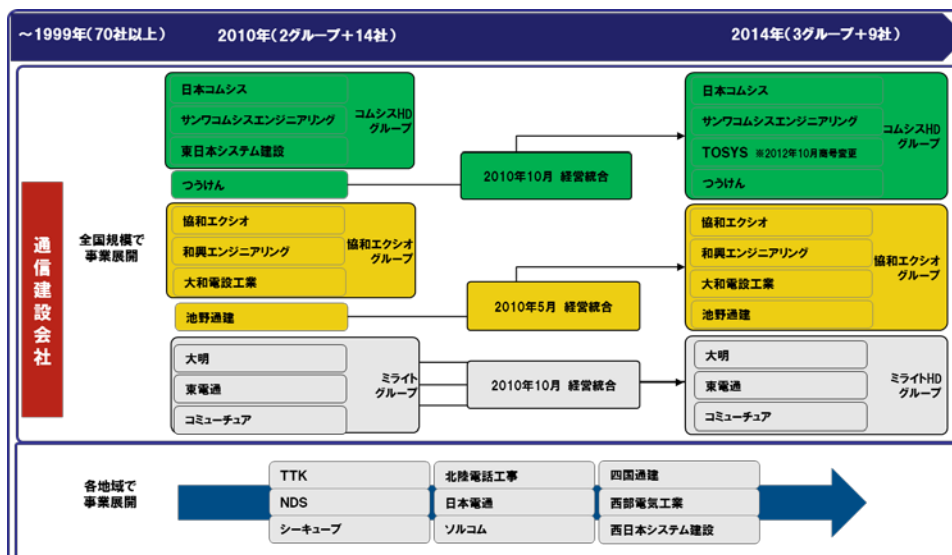 ～1999年(70社以上)
2010年(2グループ+14社)
2014年(3グループ+9社)
通信建設会社
全国規模で
事業展開
日本コムシス
サンワコムシスエンジニアリング
東日本システム建設
コムシスHD
グループ
つうけん
2010年10月 経営統合
日本コムシス
サンワコムシスエンジニアリング
TOSYS ※2012年10月商号変更
つうけん
コムシスHD
グループ
協和エクシオ
和興エンジニアリング
大和電設工業
協和エクシオ
グループ
池野通建
2010年5月 経営統合
協和エクシオ
和興エンジニアリング
大和電設工業
池野通建
協和エクシオ
グループ
大明
東電通
コミューチュア
ミライト
グループ
2010年10月 経営統合
大明
東電通
コミューチュア
ミライトHD
グループ
各地域で
事業展開
TTK
NDS
シーキューブ
北陸電話工事
日本電通
ソルコム
四国通建
西部電気工業
西日本システム建設